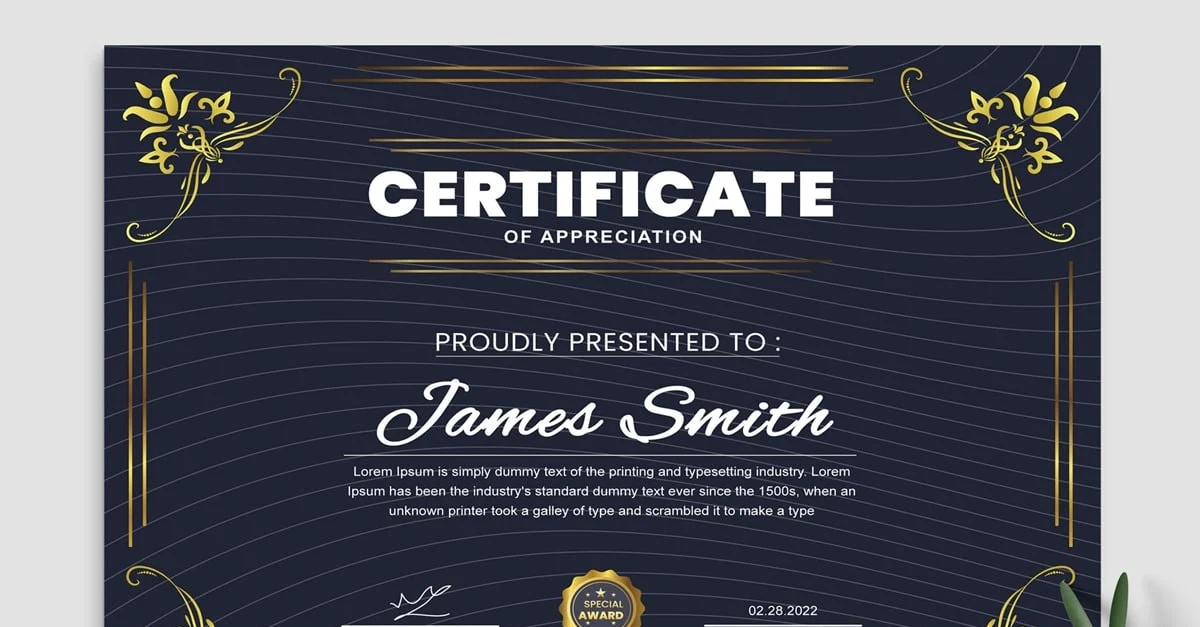 CERTIFICATE
OF APPRECIATION
PROUDLY PRESENTED TO :
James Smith
Lorem Ipsum is simply dummy text of the printing and typesetting industry. Lorem
Ipsum has been the industry's standard dummy text ever since the 1500s, when an
unknown printer took a galley of type and scrambled it to make a type
SPECIAL
AWARD
02.28.2022